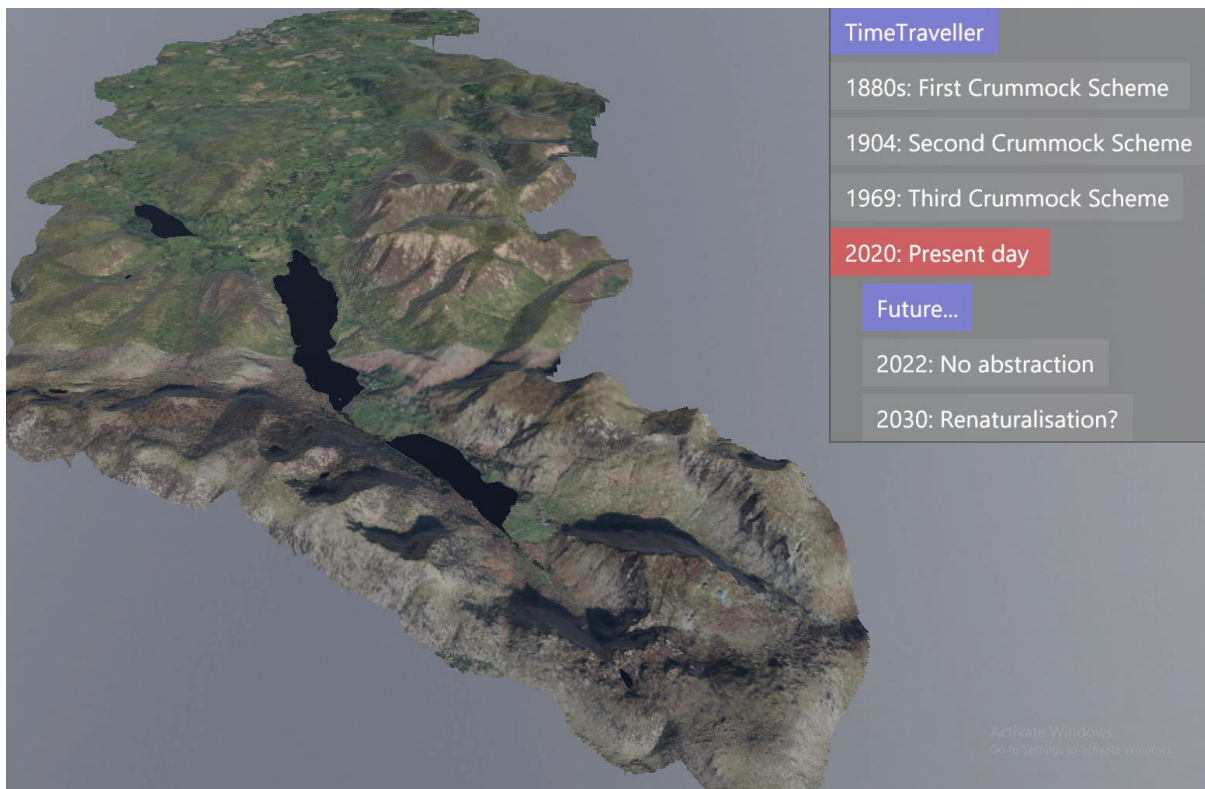 TimeTraveller
1880s: First Crummock Scheme
1904: Second Crummock Scheme
1969: Third Crummock Scheme
2020: Present day
Future...
2022: No abstraction
2030: Renaturalisation?
Activate Windows
Go to Settings to activate Windows.